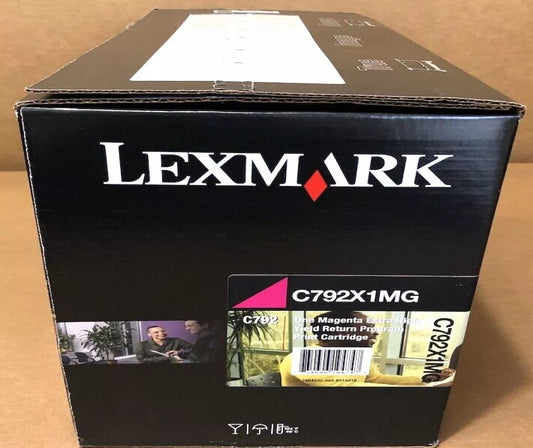 LEXMARK
C792X1MG
C792
One Magenta Extra High
Yield Return Program
Print Cartridge
C792X1MG